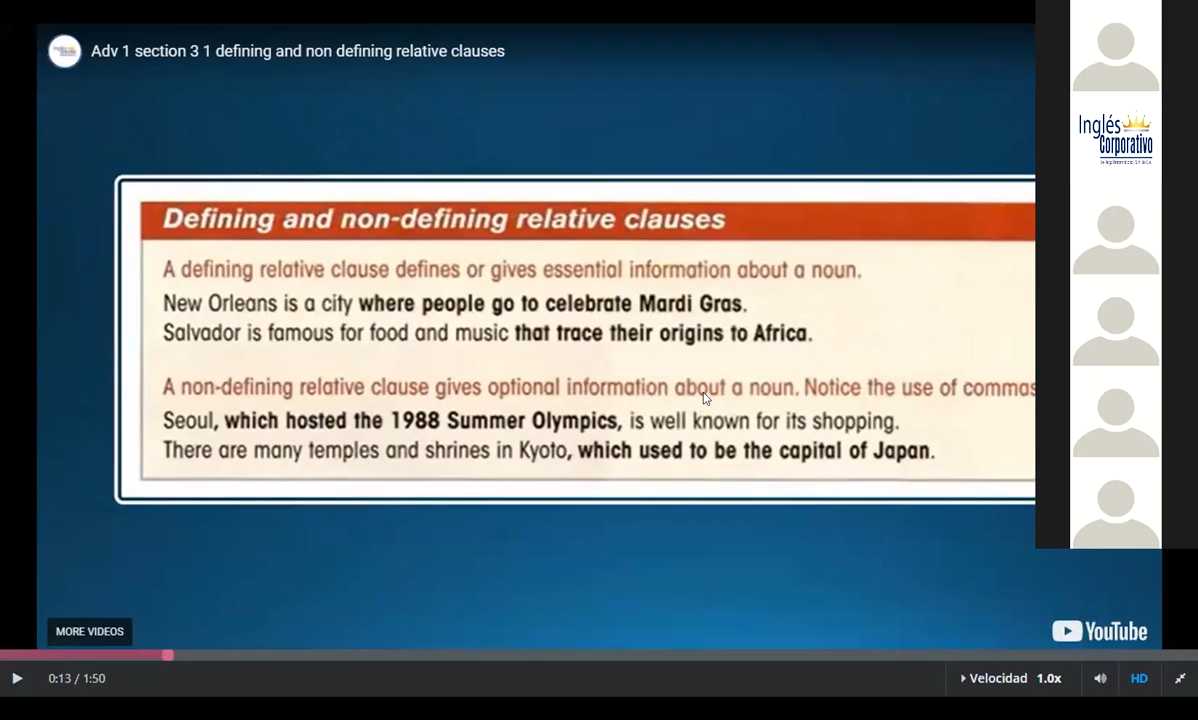 Adv 1 section 3 1 defining and non defining relative clauses
Inglés
Corporativo
Defining and non-defining relative clauses
A defining relative clause defines or gives essential information about a noun.
New Orleans is a city where people go to celebrate Mardi Gras.
Salvador is famous for food and music that trace their origins to Africa.
A non-defining relative clause gives optional information about a noun. Notice the use of commas
Seoul, which hosted the 1988 Summer Olympics, is well known for its shopping.
There are many temples and shrines in Kyoto, which used to be the capital of Japan.
MORE VIDEOS
YouTube
0:13 / 1:50
Velocidad 1.0x
HD